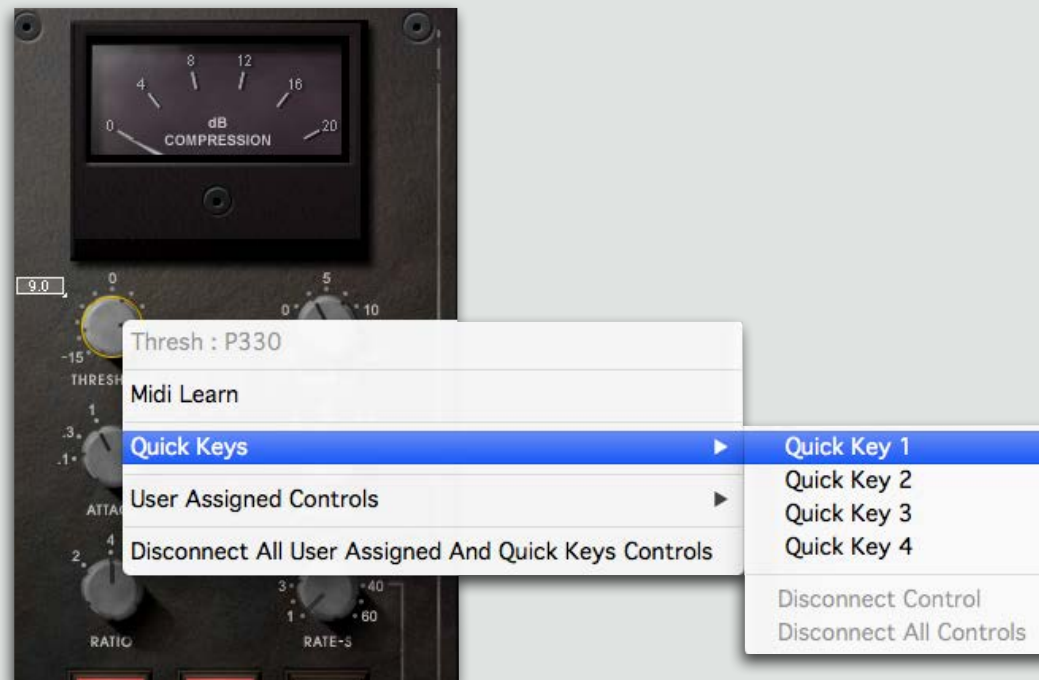 8 12
4 16
0 20
dB
COMPRESSION
9.0
0
-15
THRESH
5
0 10
Thresh : P330
Midi Learn
Quick Keys
User Assigned Controls
Disconnect All User Assigned And Quick Keys Controls
Quick Key 1
Quick Key 2
Quick Key 3
Quick Key 4
Disconnect Control
Disconnect All Controls
1
.3
.1
ATTA
4
2
RATIO
3 40
1 60
RATE-S